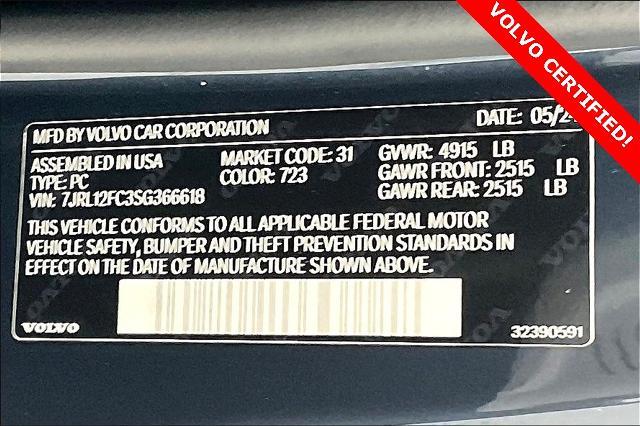 VOLVO CERTIFIED!
MFD BY VOLVO CAR CORPORATION DATE: 05/24
ASSEMBLED IN USA MARKET CODE: 31 GVWR: 4915 LB
TYPE: PC COLOR: 723 GAWR FRONT: 2515 LB
VIN: 7JRL12FC3SG366618 GAWR REAR: 2515 LB
THIS VEHICLE CONFORMS TO ALL APPLICABLE FEDERAL MOTOR
VEHICLE SAFETY, BUMPER AND THEFT PREVENTION STANDARDS IN
EFFECT ON THE DATE OF MANUFACTURE SHOWN ABOVE.
VOLVO 32390591